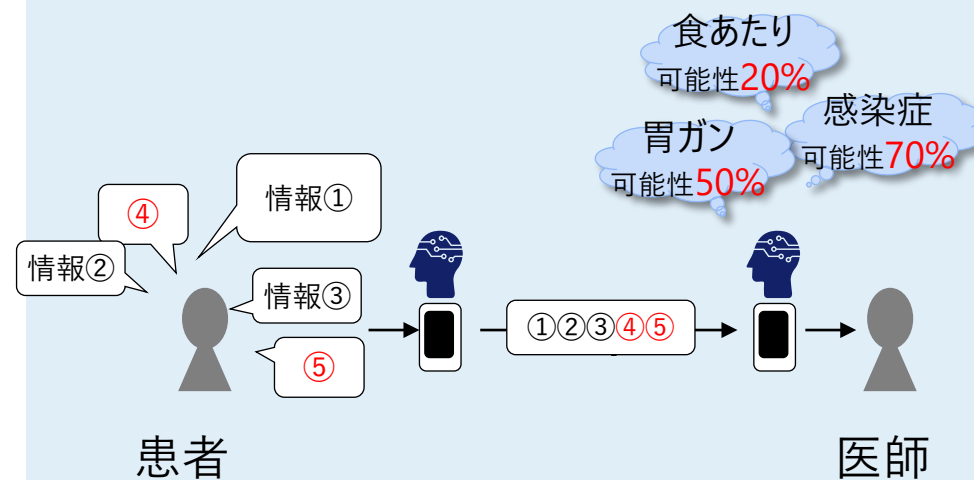 食あたり
可能性20%
感染症
可能性70%
胃ガン
可能性50%
情報①
④
情報②
情報③
⑤
①②③④⑤
患者
医師